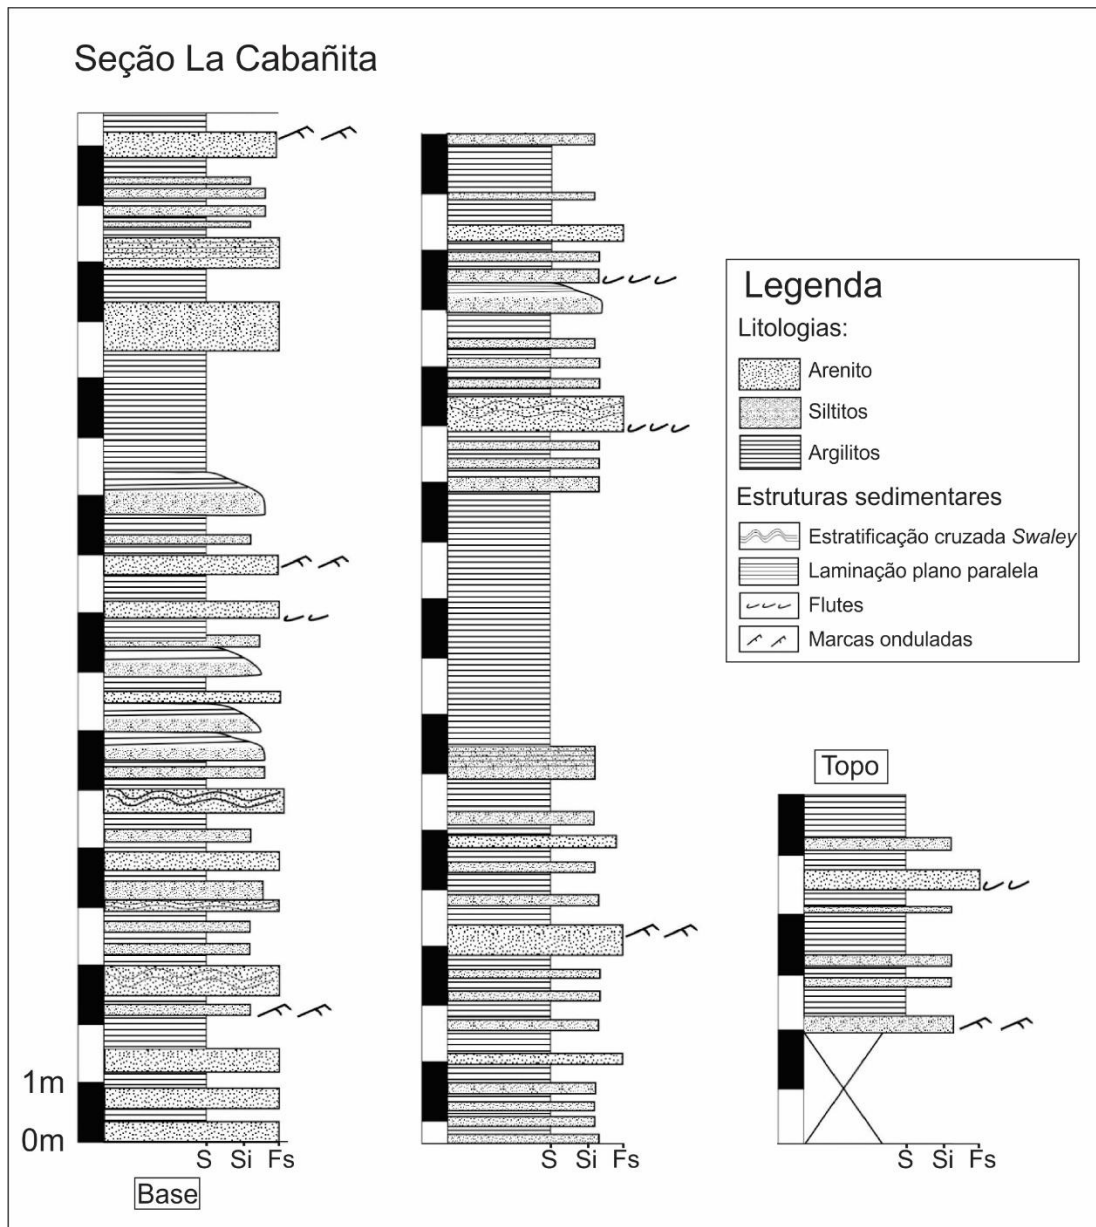 Seção La Cabañita
1m
0m
S Si Fs
Base
S Si Fs
Legenda
Litologias:
Arenito
Siltitos
Argilitos
Estruturas sedimentares
Estratificação cruzada Swaley
Laminação plano paralela
Flutes
Marcas onduladas
Topo
S Si Fs